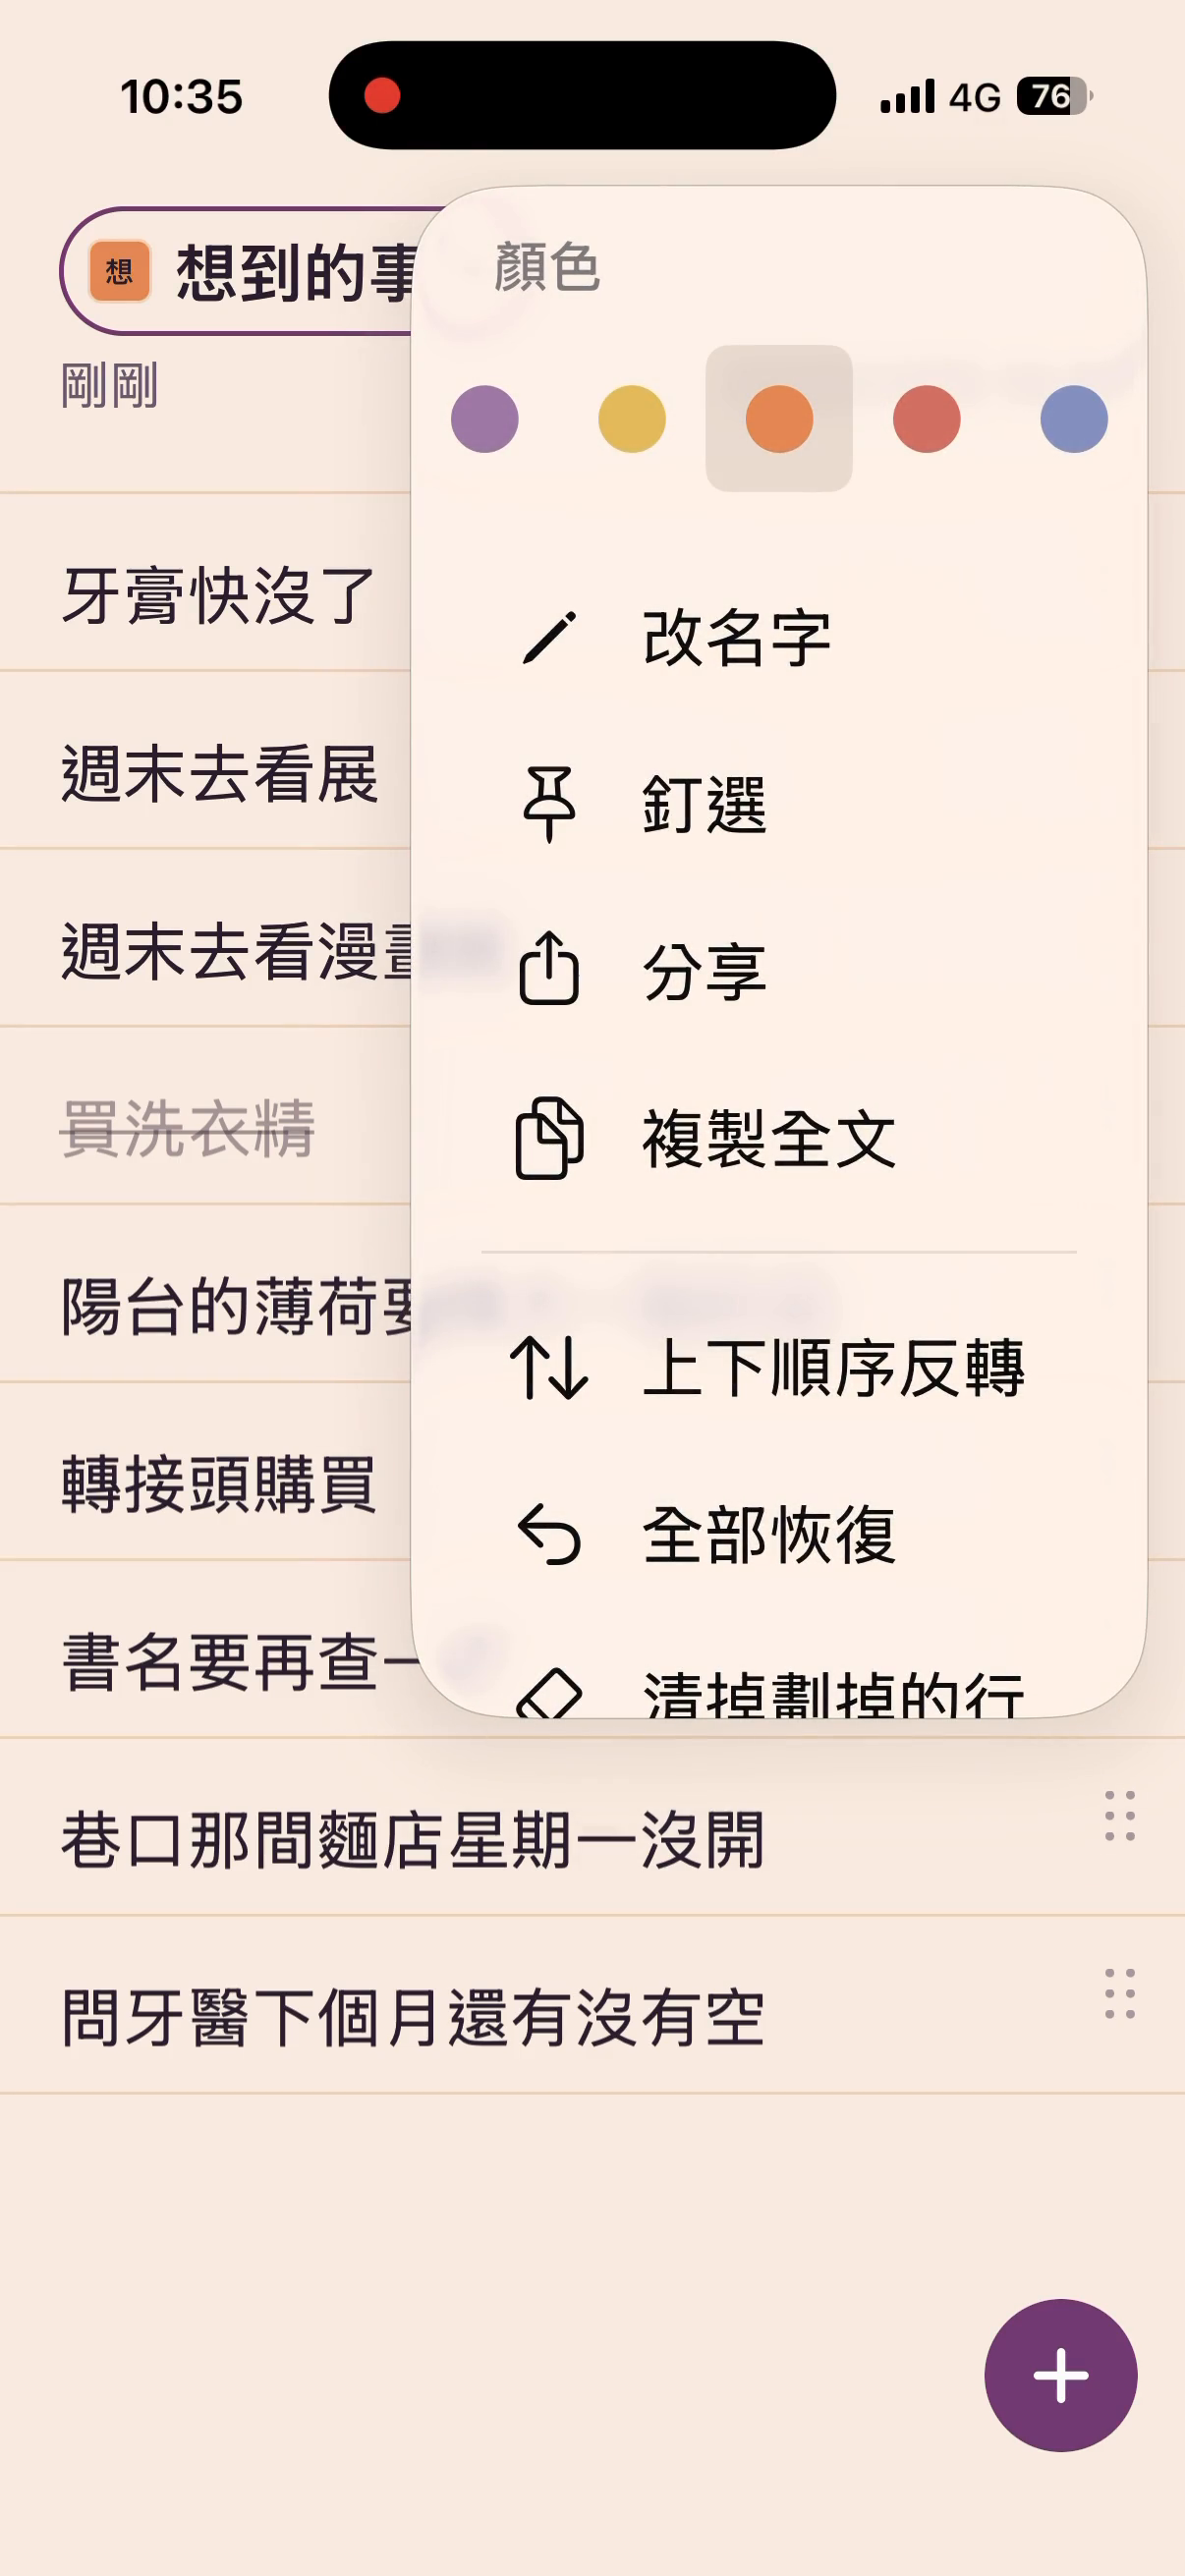 10:35 4G 76
想 想到的事
剛剛
顏色
牙膏快沒了
改名字
週末去看展
釘選
週末去看漫
分享
買洗衣精
複製全文
陽台的薄荷要
上下順序反轉
轉接頭購買
全部恢復
書名要再查一
清掉劃掉的行
巷口那間麵店星期一沒開
問牙醫下個月還有沒有空